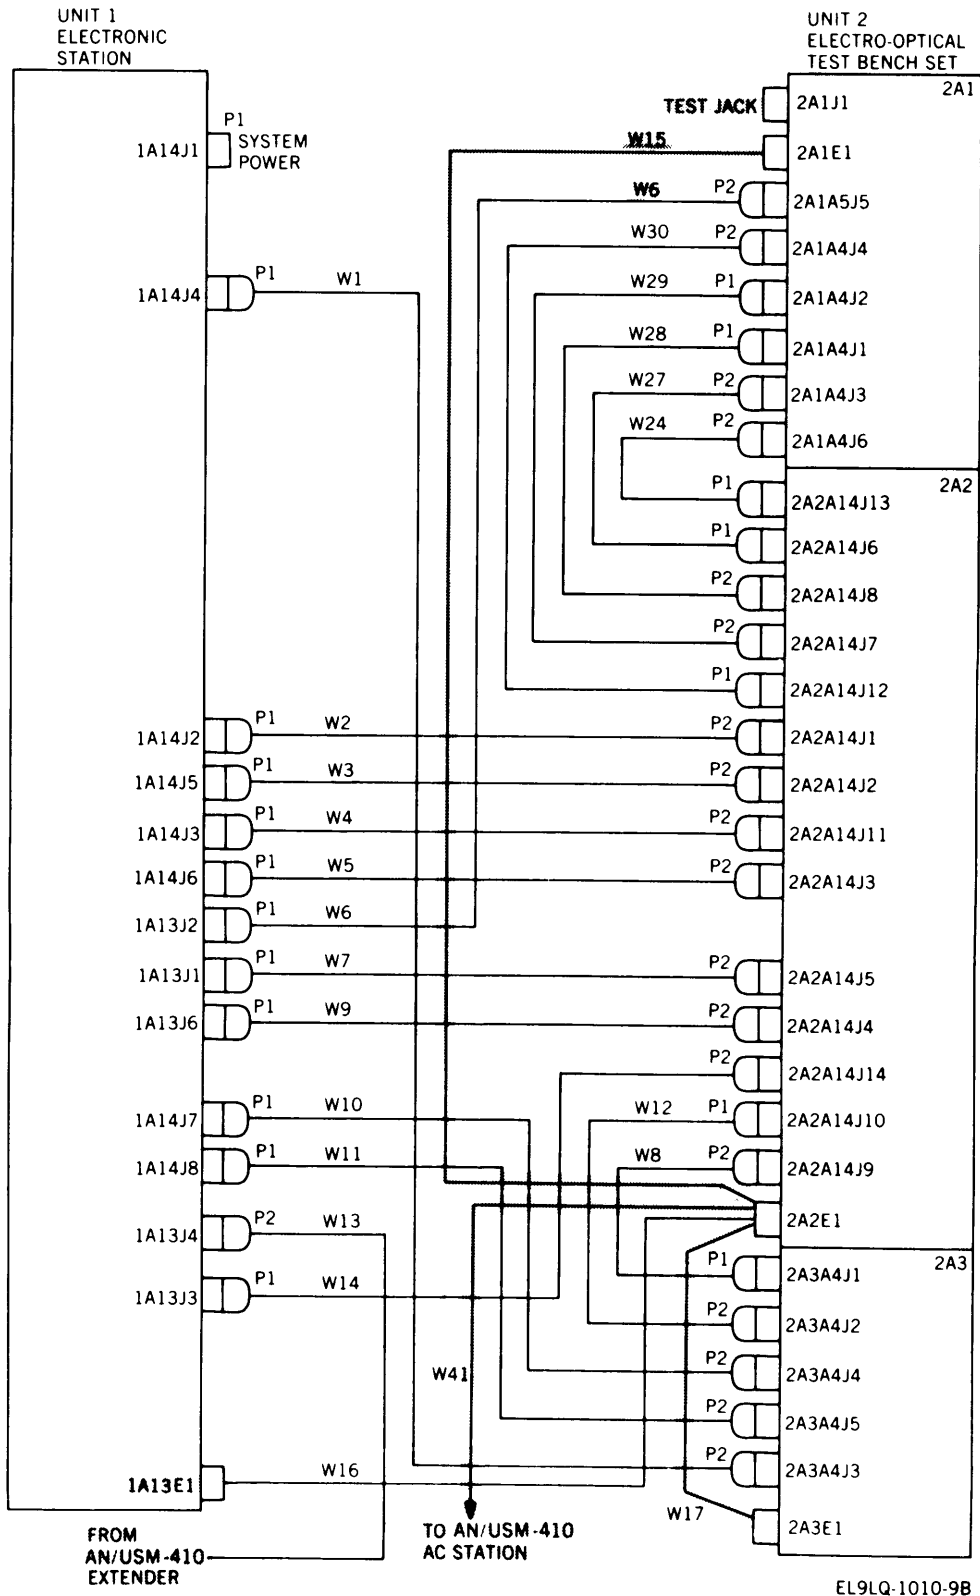 UNIT 1
ELECTRONIC
STATION
UNIT 2
ELECTRO-OPTICAL
TEST BENCH SET
2A1
TEST JACK
2A1J1
P1
SYSTEM
POWER
1A14J1
W15
2A1E1
W6
P2
2A1A5J5
W30
P2
2A1A4J4
1A14J4
P1
W1
W29
P1
2A1A4J2
W28
P1
2A1A4J1
W27
P2
2A1A4J3
W24
P2
2A1A4J6
2A2
P1
2A2A14J13
P1
2A2A14J6
P2
2A2A14J8
P2
2A2A14J7
P1
2A2A14J12
1A14J2
P1
W2
P2
2A2A14J1
1A14J5
P1
W3
P2
2A2A14J2
1A14J3
P1
W4
P2
2A2A14J11
1A14J6
P1
W5
P2
2A2A14J3
1A13J2
P1
W6
1A13J1
P1
W7
P2
2A2A14J5
1A13J6
P1
W9
P2
2A2A14J4
P2
2A2A14J14
1A14J7
P1
W10
W12
P1
2A2A14J10
1A14J8
P1
W11
W8
P2
2A2A14J9
1A13J4
P2
W13
2A2E1
2A3
P1
2A3A4J1
1A13J3
P1
W14
P2
2A3A4J2
W41
P2
2A3A4J4
P2
2A3A4J5
P2
2A3A4J3
1A13E1
W16
W17
2A3E1
FROM
AN/USM-410
EXTENDER
TO AN/USM-410
AC STATION
EL9LQ-1010-9B